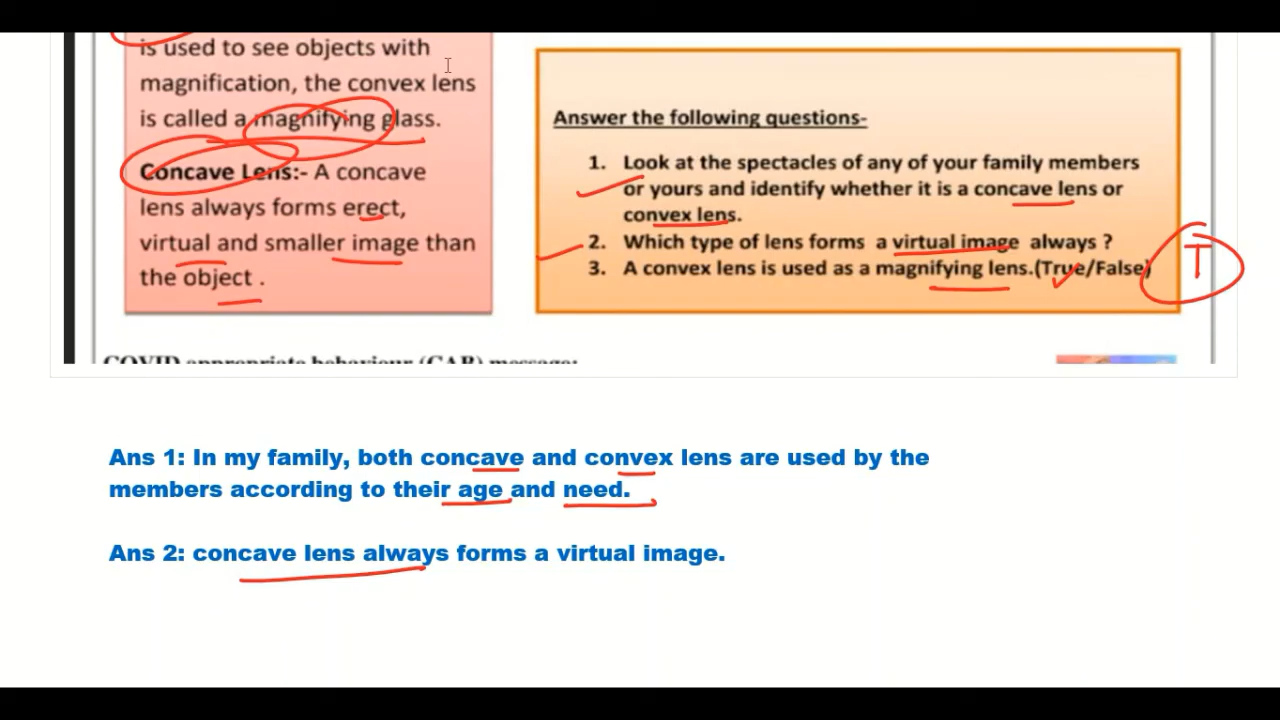 is used to see objects with
magnification, the convex lens
is called a magnifying glass.
Concave Lens:- A concave
lens always forms erect,
virtual and smaller image than
the object .
Answer the following questions-
1. Look at the spectacles of any of your family members
or yours and identify whether it is a concave lens or
convex lens.
2. Which type of lens forms a virtual image always ?
3. A convex lens is used as a magnifying lens.(True/False)
T
COVID appropriate behaviour (CAB) message:
Ans 1: In my family, both concave and convex lens are used by the
members according to their age and need.
Ans 2: concave lens always forms a virtual image.